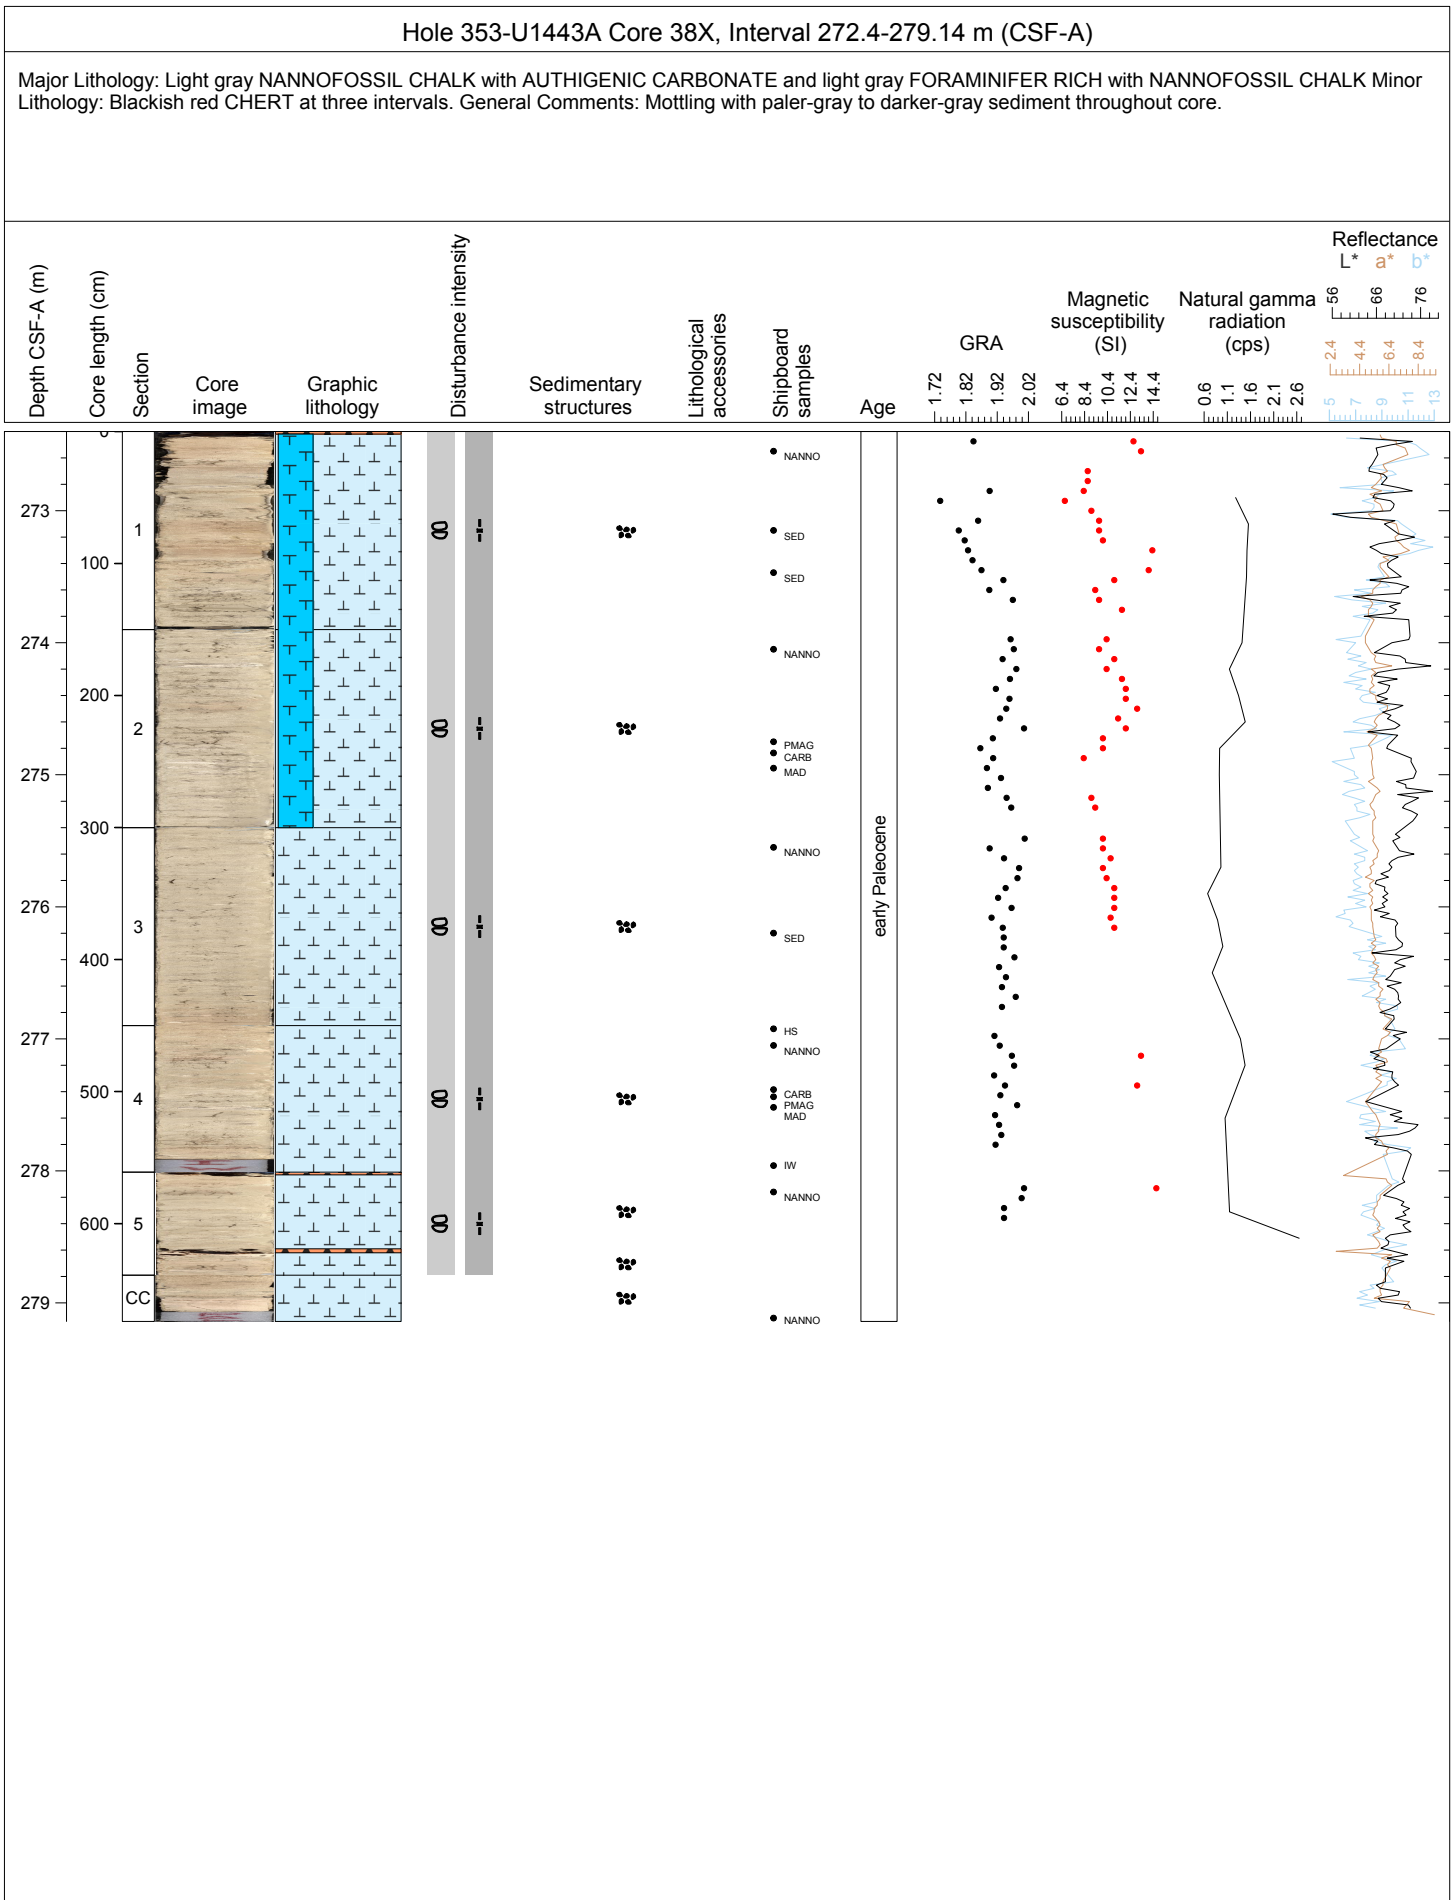 Hole 353-U1443A Core 38X, Interval 272.4-279.14 m (CSF-A)
Major Lithology: Light gray NANNOFOSSIL CHALK with AUTHIGENIC CARBONATE and light gray FORAMINIFER RICH with NANNOFOSSIL CHALK Minor
Lithology: Blackish red CHERT at three intervals. General Comments: Mottling with paler-gray to darker-gray sediment throughout core.
Depth CSF-A (m)
Core length (cm)
Section
Core
image
Graphic
lithology
Disturbance intensity
Sedimentary
structures
Lithological
accessories
Shipboard
samples
Age
GRA
1.72 1.82 1.92 2.02
Magnetic
susceptibility
(SI)
6.4 8.4 10.4 12.4 14.4
Natural gamma
radiation
(cps)
0.6 1.1 1.6 2.1 2.6
Reflectance
L* a* b*
56 66 76
2.4 4.4 6.4 8.4
5 7 9 11 13
273
274
275
276
277
278
279
0
100
200
300
400
500
600
1
2
3
4
5
CC
NANNO
SED
SED
NANNO
PMAG
CARB
MAD
NANNO
SED
HS
NANNO
CARB
PMAG
MAD
IW
NANNO
NANNO
early Paleocene